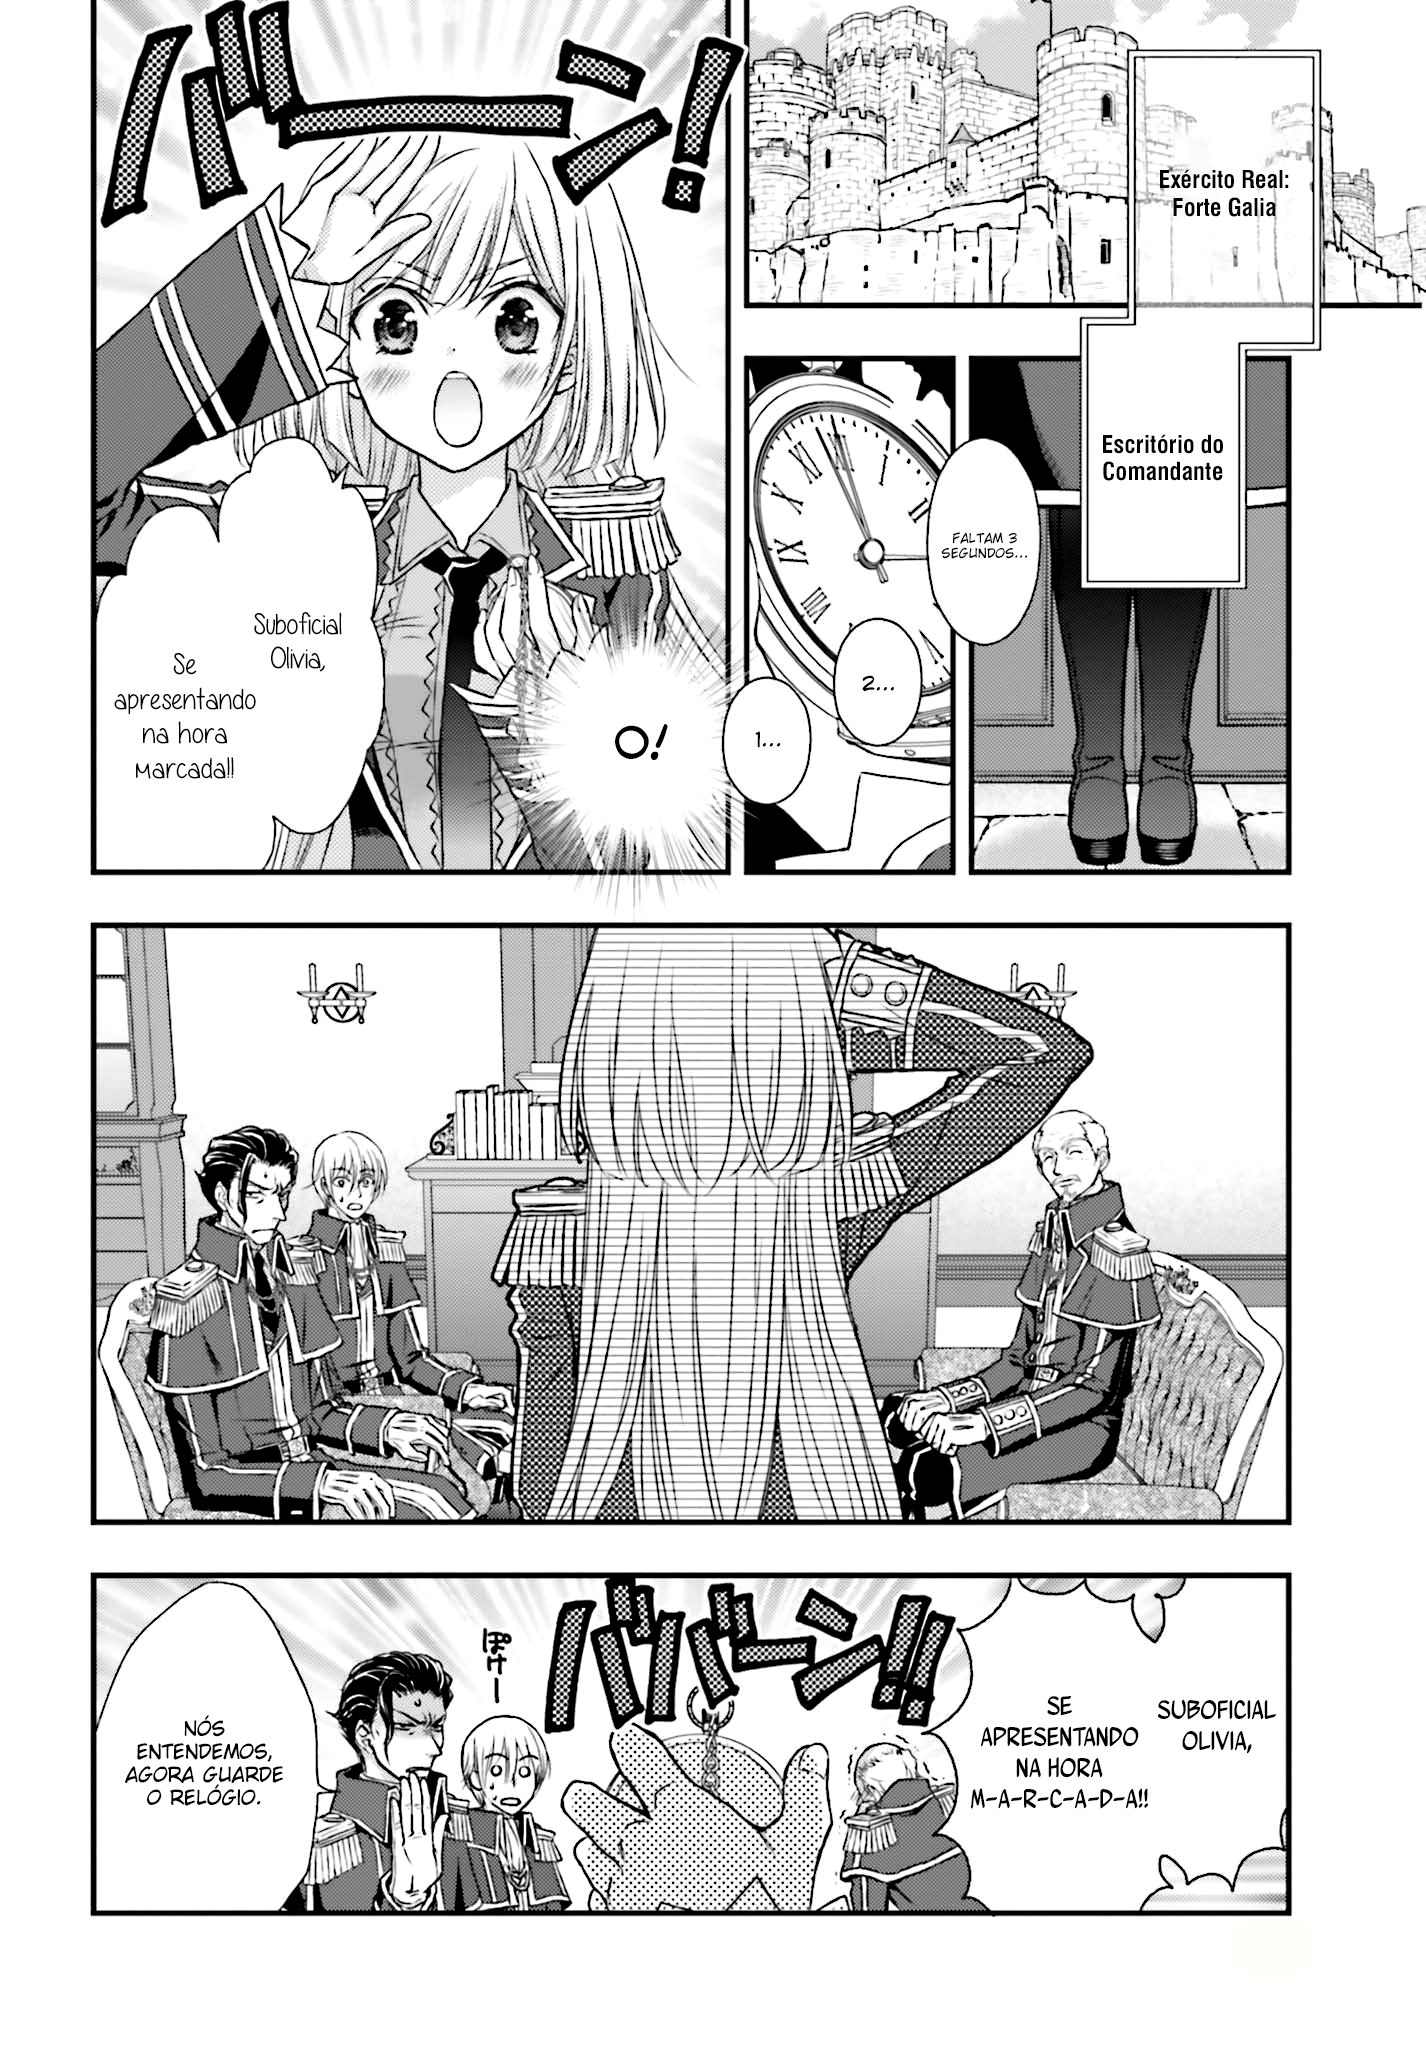 Exército Real:
Forte Galia
Escritório do
Comandante
FALTAM 3
SEGUNDOS...
2...
1...
O!
バーン!
Suboficial
Olivia,
Se
apresentando
na hora
marcada!!
SUBOFICIAL
OLIVIA,
SE
APRESENTANDO
NA HORA
M-A-R-C-A-D-A!!
ババババーン!!
ぽけー
NÓS
ENTENDEMOS,
AGORA GUARDE
O RELÓGIO.